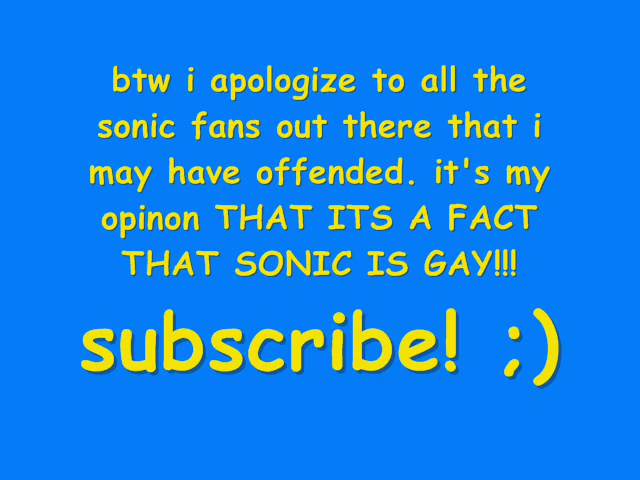 btw i apologize to all the
sonic fans out there that i
may have offended. it's my
opinon THAT ITS A FACT
THAT SONIC IS GAY!!!
subscribe! ;)